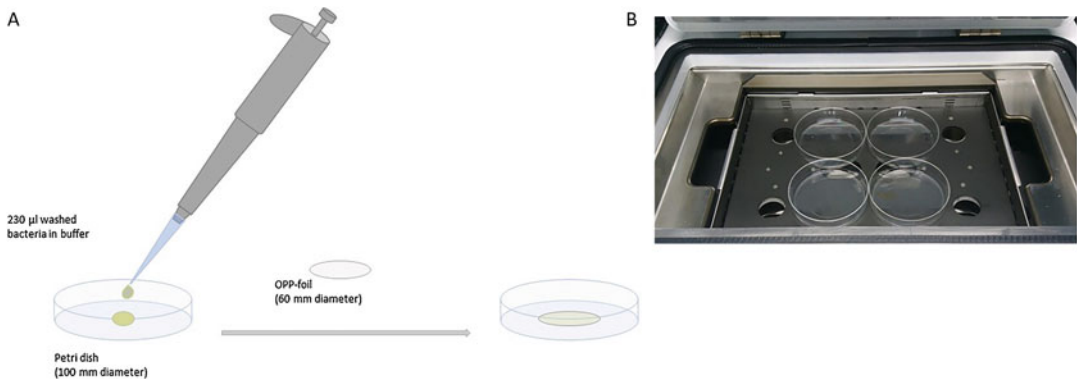 A
B
230 µl washed
bacteria in buffer
OPP-foil
(60 mm diameter)
Petri dish
(100 mm diameter)